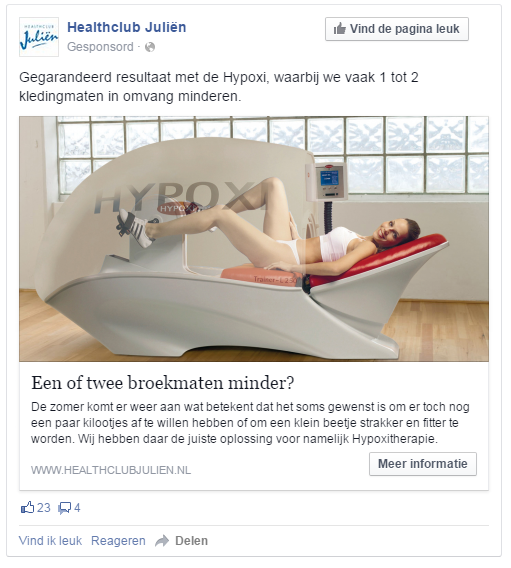 HEALTHCLUB
Juliën
Healthclub Juliën
Gesponsord ·
Vind de pagina leuk
Gegarandeerd resultaat met de Hypoxi, waarbij we vaak 1 tot 2
kledingmaten in omvang minderen.
HYPOXI
HYPOXI
Een of twee broekmaten minder?
De zomer komt er weer aan wat betekent dat het soms gewenst is om er toch nog
een paar kilootjes af te willen hebben of om een klein beetje strakker en fitter te
worden. Wij hebben daar de juiste oplossing voor namelijk Hypoxitherapie.
WWW.HEALTHCLUBJULIEN.NL
Meer informatie
23 4
Vind ik leuk Reageren Delen